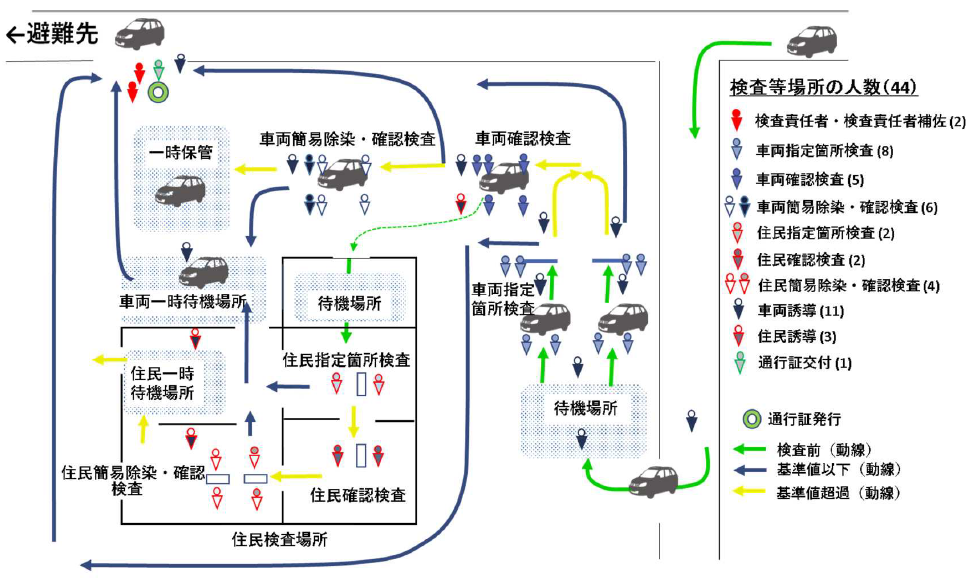 ←避難先
車両簡易除染・確認検査
車両確認検査
一時保管
車両一時待機場所
待機場所
車両指定
箇所検査
住民指定箇所検査
住民一時
待機場所
待機場所
住民簡易除染・確認
検査
住民確認検査
住民検査場所
検査等場所の人数(44)
検査責任者・検査責任者補佐(2)
車両指定箇所検査(8)
車両確認検査(5)
車両簡易除染・確認検査(6)
住民指定箇所検査(2)
住民確認検査(2)
住民簡易除染・確認検査(4)
車両誘導(11)
住民誘導(3)
通行証交付(1)
通行証発行
検査前（動線）
基準値以下（動線）
基準値超過（動線）